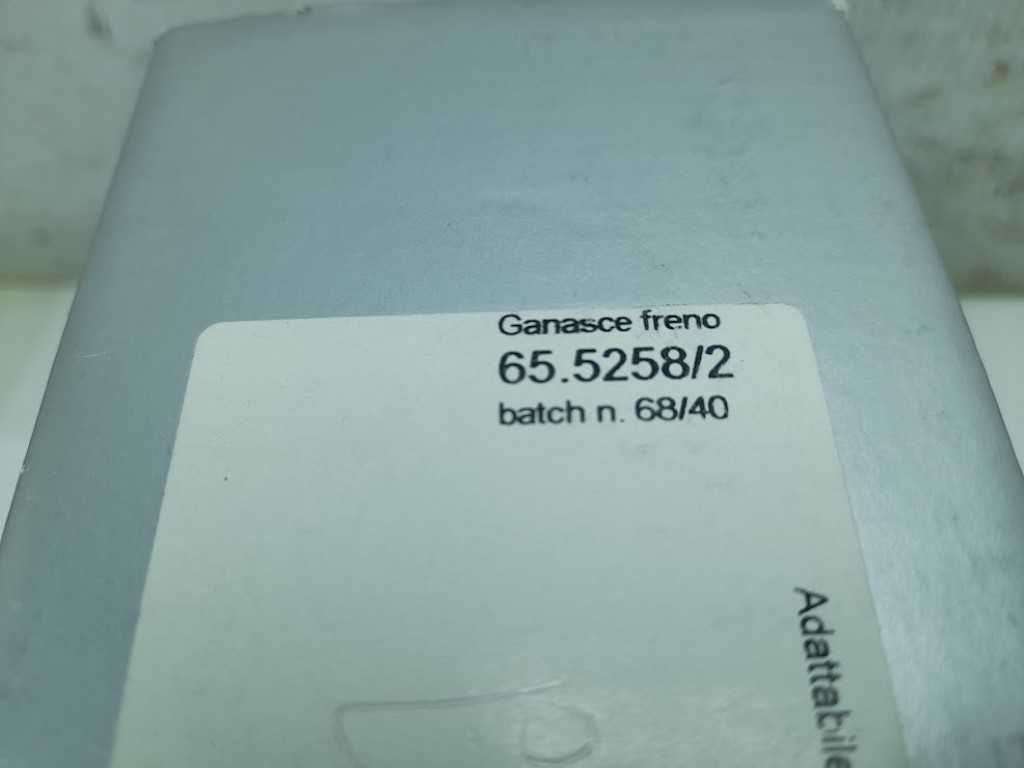 Ganasce freno
65.5258/2
batch n. 68/40
Adattabile